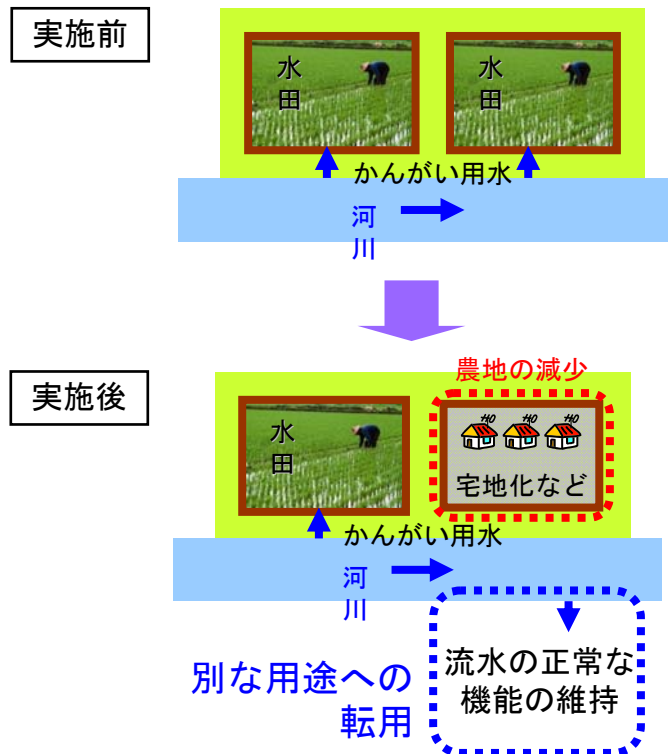 実施前
水田
水田
かんがい用水
河川
農地の減少
実施後
水田
宅地化など
かんがい用水
河川
別な用途への
転用
流水の正常な
機能の維持